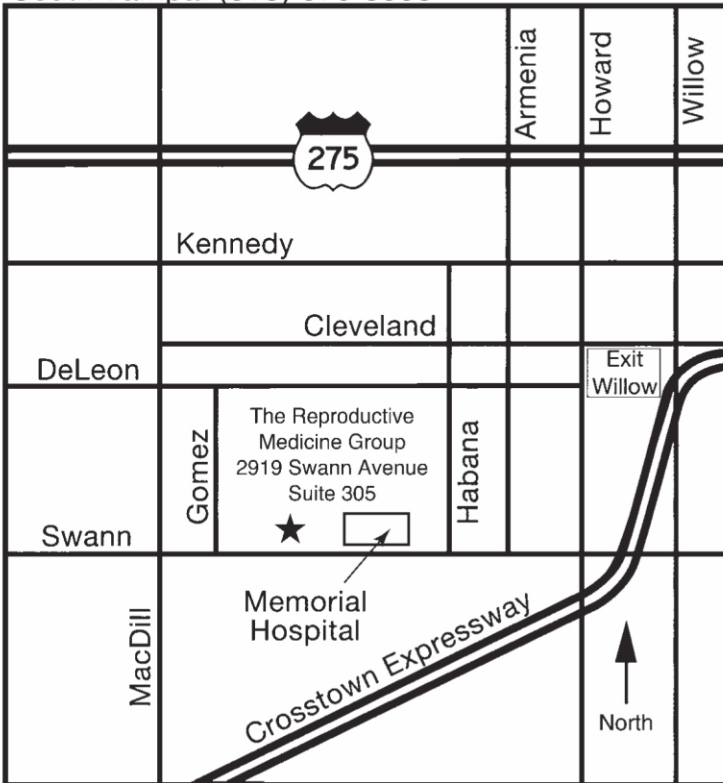 Armenia
Howard
Willow
275
Kennedy
Cleveland
DeLeon
Exit
Willow
Gomez
The Reproductive
Medicine Group
2919 Swann Avenue
Suite 305
Habana
Swann
Memorial
Hospital
MacDill
Crosstown Expressway
North